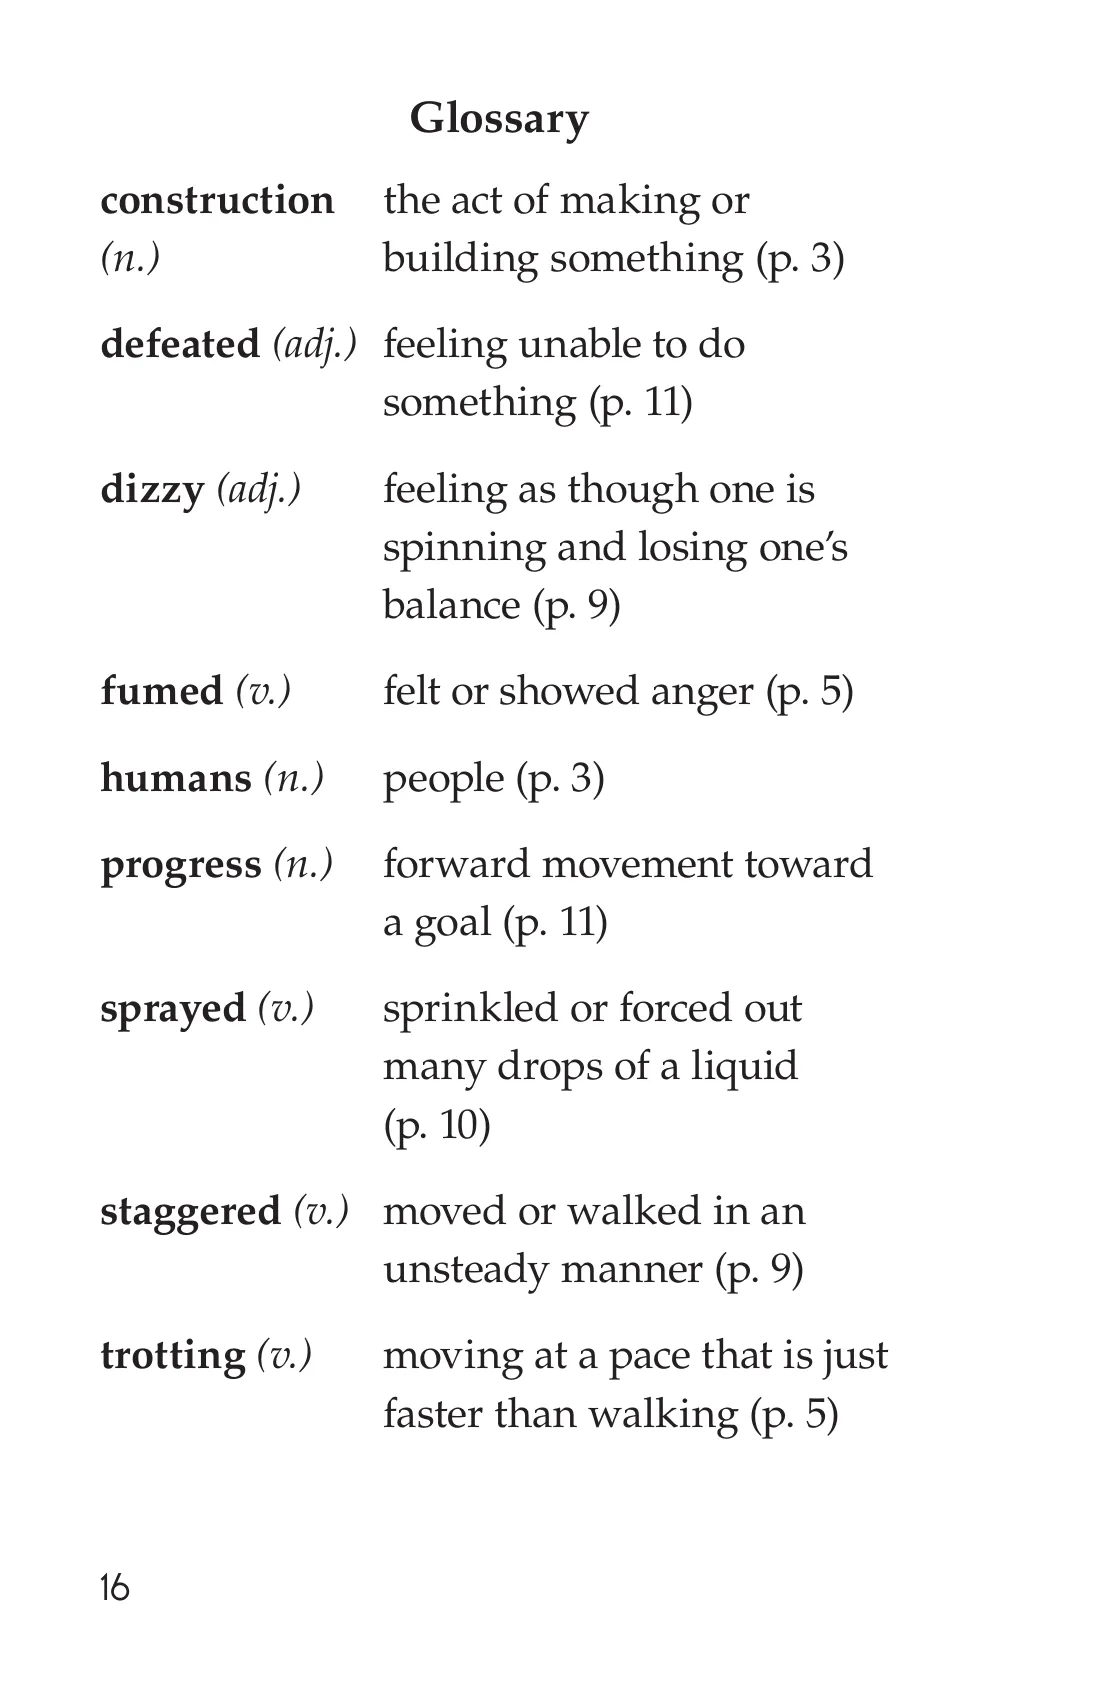 Glossary
construction the act of making or
(n.) building something (p. 3)
defeated (adj.) feeling unable to do
something (p. 11)
dizzy (adj.) feeling as though one is
spinning and losing one’s
balance (p. 9)
fumed (v.) felt or showed anger (p. 5)
humans (n.) people (p. 3)
progress (n.) forward movement toward
a goal (p. 11)
sprayed (v.) sprinkled or forced out
many drops of a liquid
(p. 10)
staggered (v.) moved or walked in an
unsteady manner (p. 9)
trotting (v.) moving at a pace that is just
faster than walking (p. 5)
16